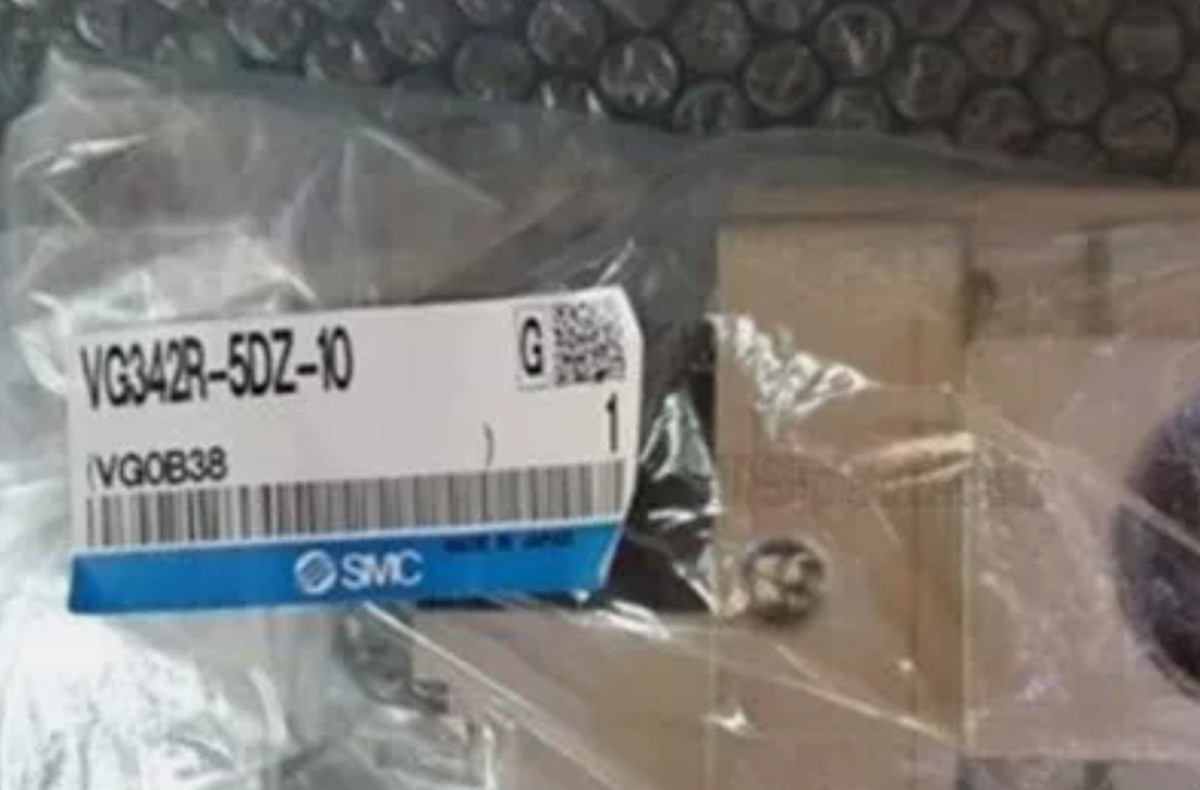 VG342R-5DZ-10
G
1
(VG0B38 )
SMC
MADE IN JAPAN